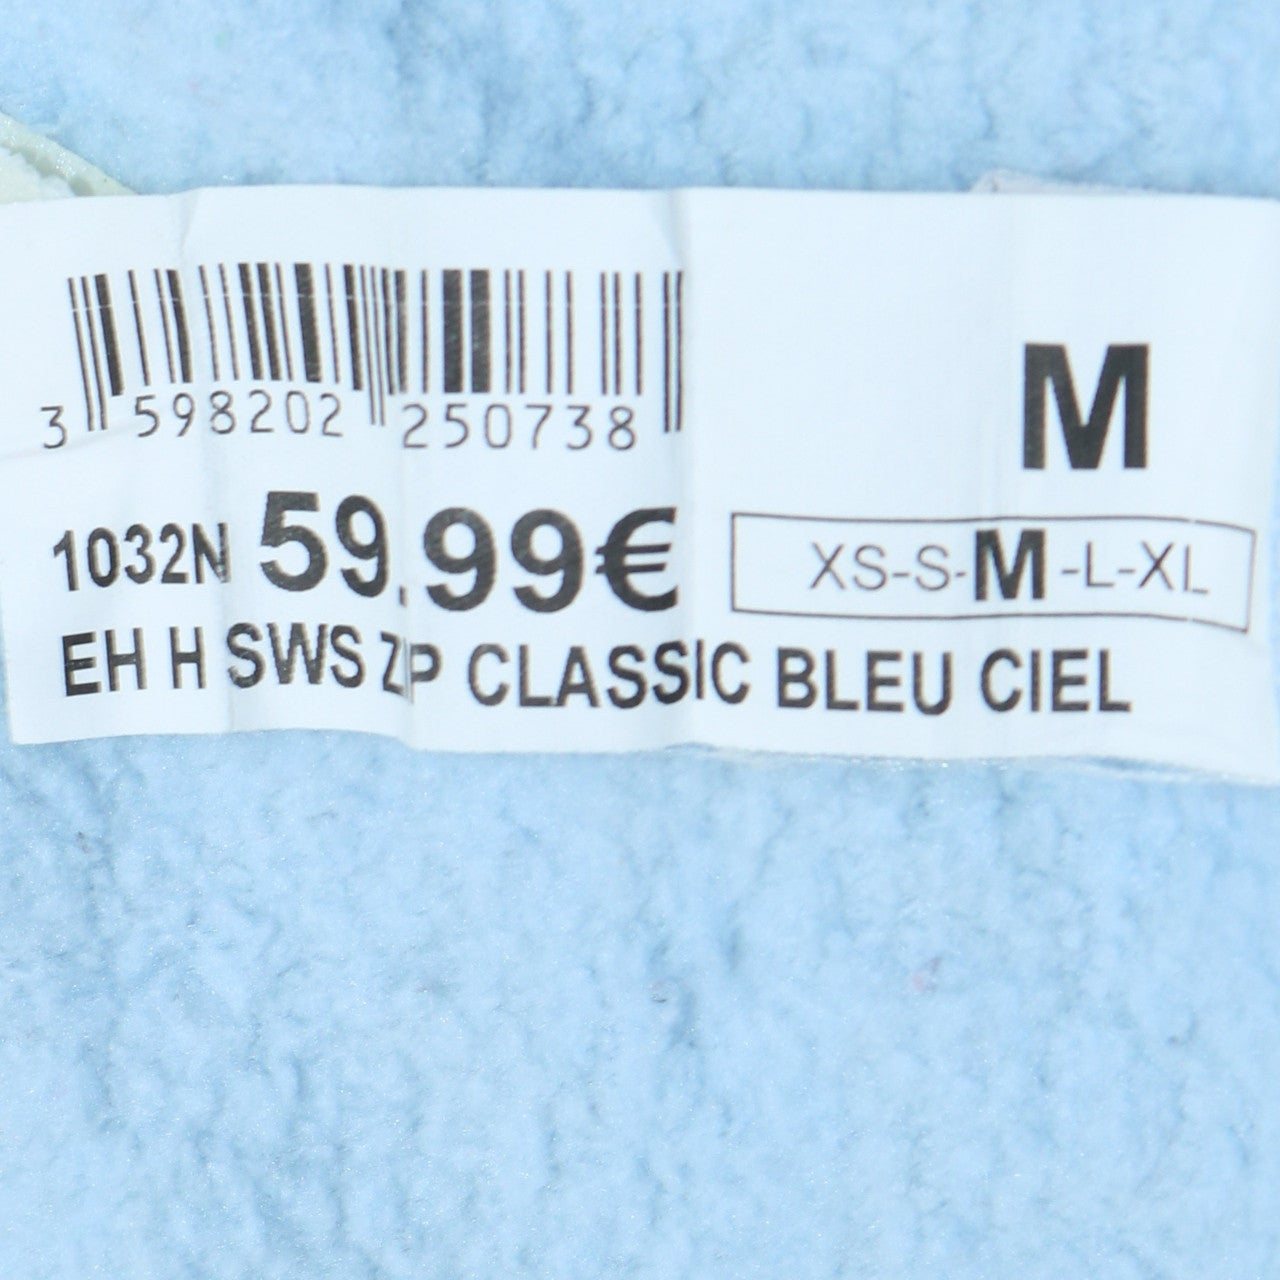 3 598202 250738
M
1032N 59.99€
XS-S-M-L-XL
EH H SWS ZIP CLASSIC BLEU CIEL